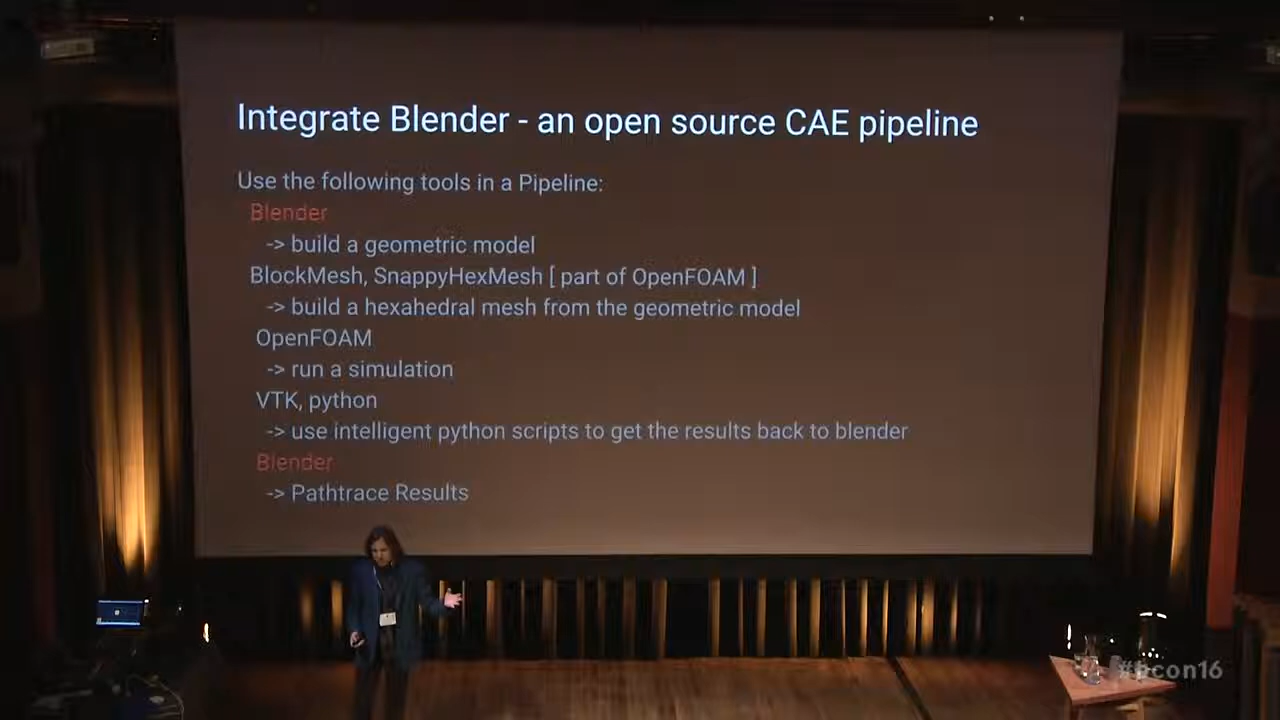 Integrate Blender - an open source CAE pipeline
Use the following tools in a Pipeline:
Blender
-> build a geometric model
BlockMesh, SnappyHexMesh [ part of OpenFOAM ]
-> build a hexahedral mesh from the geometric model
OpenFOAM
-> run a simulation
VTK, python
-> use intelligent python scripts to get the results back to blender
Blender
-> Pathtrace Results
#bcon16